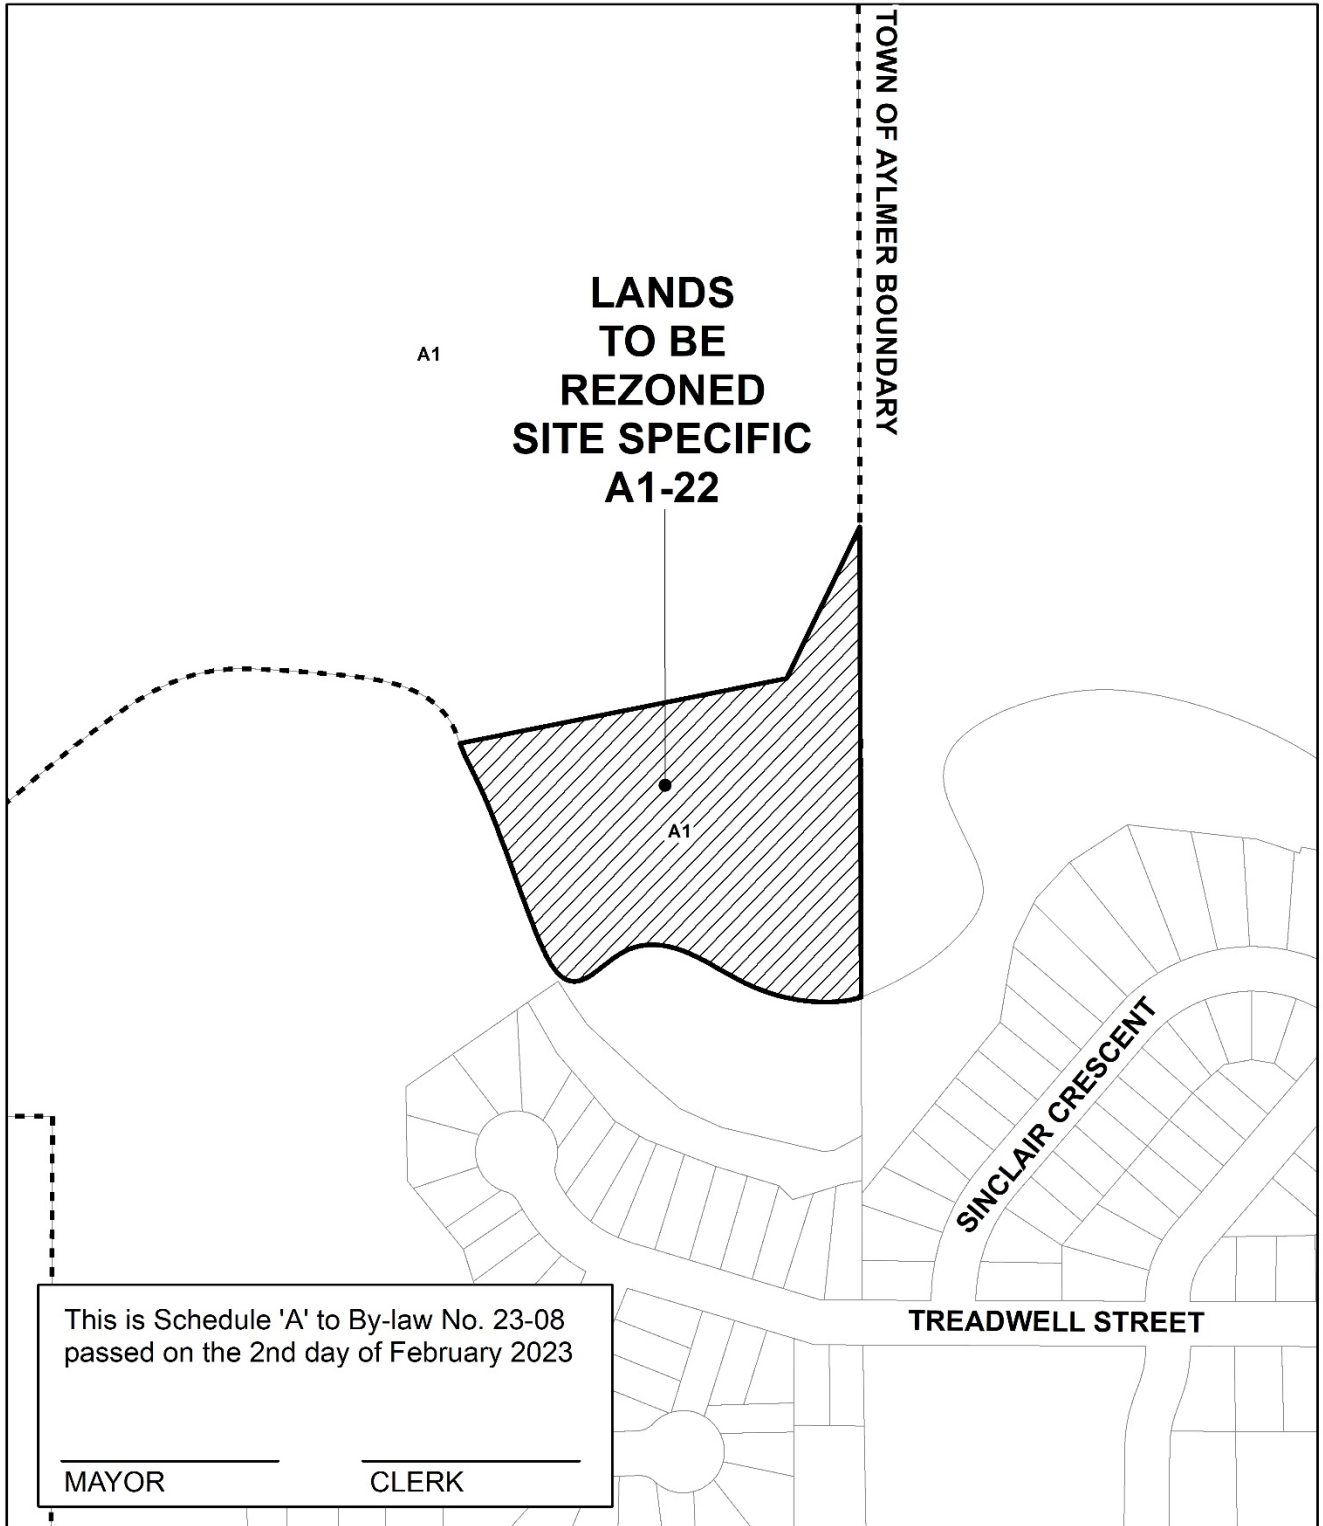 TOWN OF AYLMER BOUNDARY
LANDS
TO BE
REZONED
SITE SPECIFIC
A1-22
A1
A1
SINCLAIR CRESCENT
TREADWELL STREET
This is Schedule 'A' to By-law No. 23-08
passed on the 2nd day of February 2023
MAYOR
CLERK